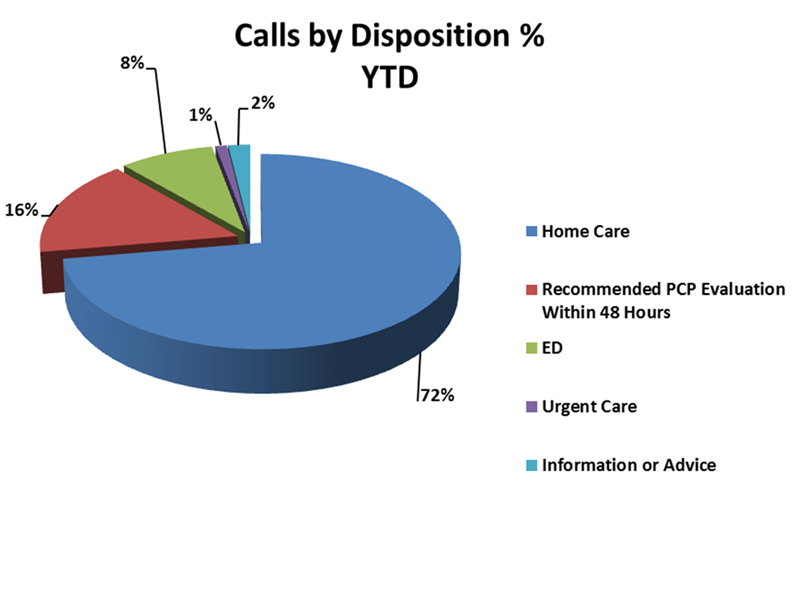 Calls by Disposition %
YTD
8%
1%
2%
16%
72%
Home Care
Recommended PCP Evaluation
Within 48 Hours
ED
Urgent Care
Information or Advice